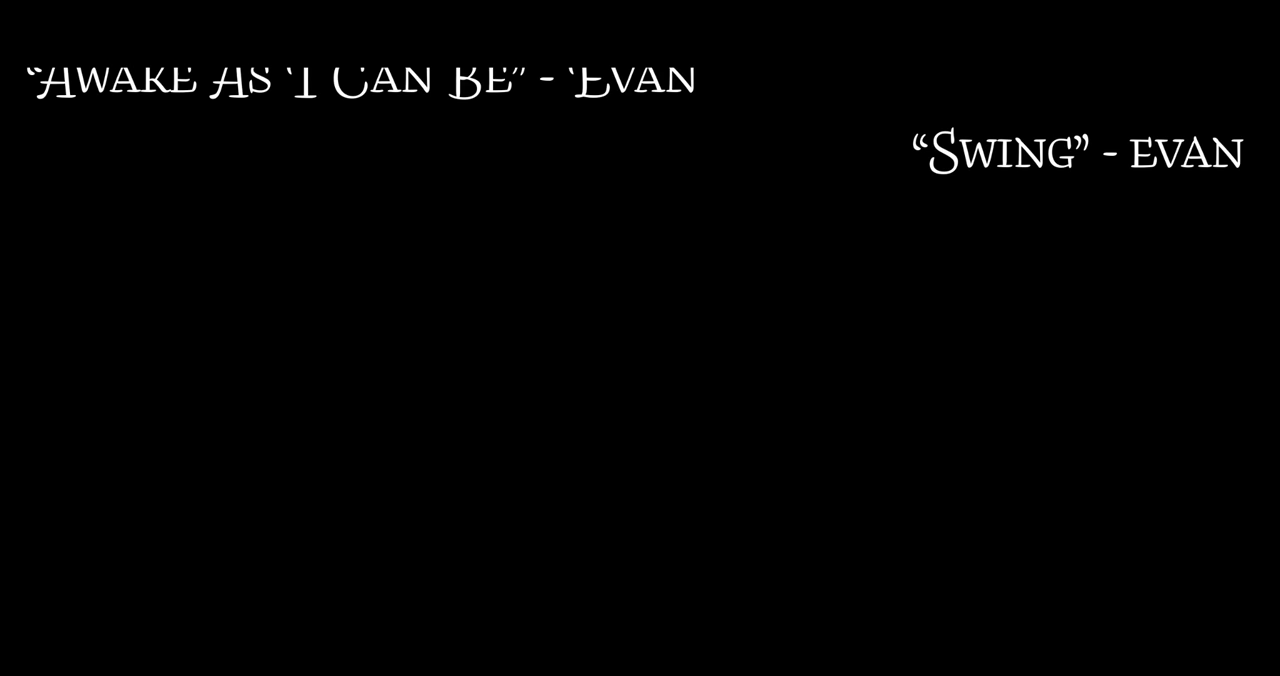 “Awake As I Can Be” - Evan
“Swing” - evan